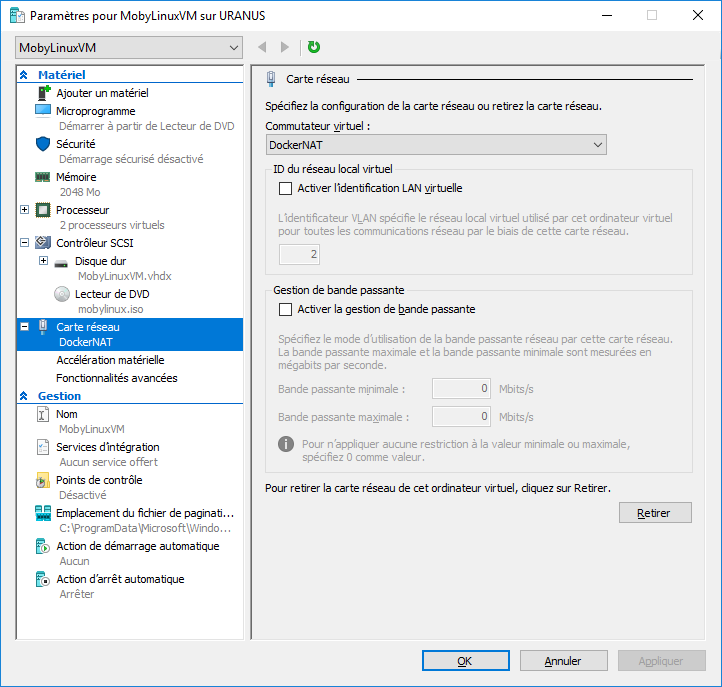 Paramètres pour MobyLinuxVM sur URANUS
MobyLinuxVM
Matériel
Ajouter un matériel
Microprogramme
Démarrer à partir de Lecteur de DVD
Sécurité
Démarrage sécurisé désactivé
Mémoire
2048 Mo
Processeur
2 processeurs virtuels
Contrôleur SCSI
Disque dur
MobyLinuxVM.vhdx
Lecteur de DVD
mobylinux.iso
Carte réseau
DockerNAT
Accélération matérielle
Fonctionnalités avancées
Gestion
Nom
MobyLinuxVM
Services d'intégration
Aucun service offert
Points de contrôle
Désactivé
Emplacement du fichier de paginati...
C:\ProgramData\Microsoft\Windo...
Action de démarrage automatique
Aucun
Action d'arrêt automatique
Arrêter
Carte réseau
Spécifiez la configuration de la carte réseau ou retirez la carte réseau.
Commutateur virtuel :
DockerNAT
ID du réseau local virtuel
Activer l'identification LAN virtuelle
L'identificateur VLAN spécifie le réseau local virtuel utilisé par cet ordinateur virtuel
pour toutes les communications réseau par le biais de cette carte réseau.
2
Gestion de bande passante
Activer la gestion de bande passante
Spécifiez le mode d'utilisation de la bande passante réseau par cette carte réseau.
La bande passante maximale et la bande passante minimale sont mesurées en
mégabits par seconde.
Bande passante minimale : 0 Mbits/s
Bande passante maximale : 0 Mbits/s
Pour n'appliquer aucune restriction à la valeur minimale ou maximale,
spécifiez 0 comme valeur.
Pour retirer la carte réseau de cet ordinateur virtuel, cliquez sur Retirer.
Retirer
OK Annuler Appliquer